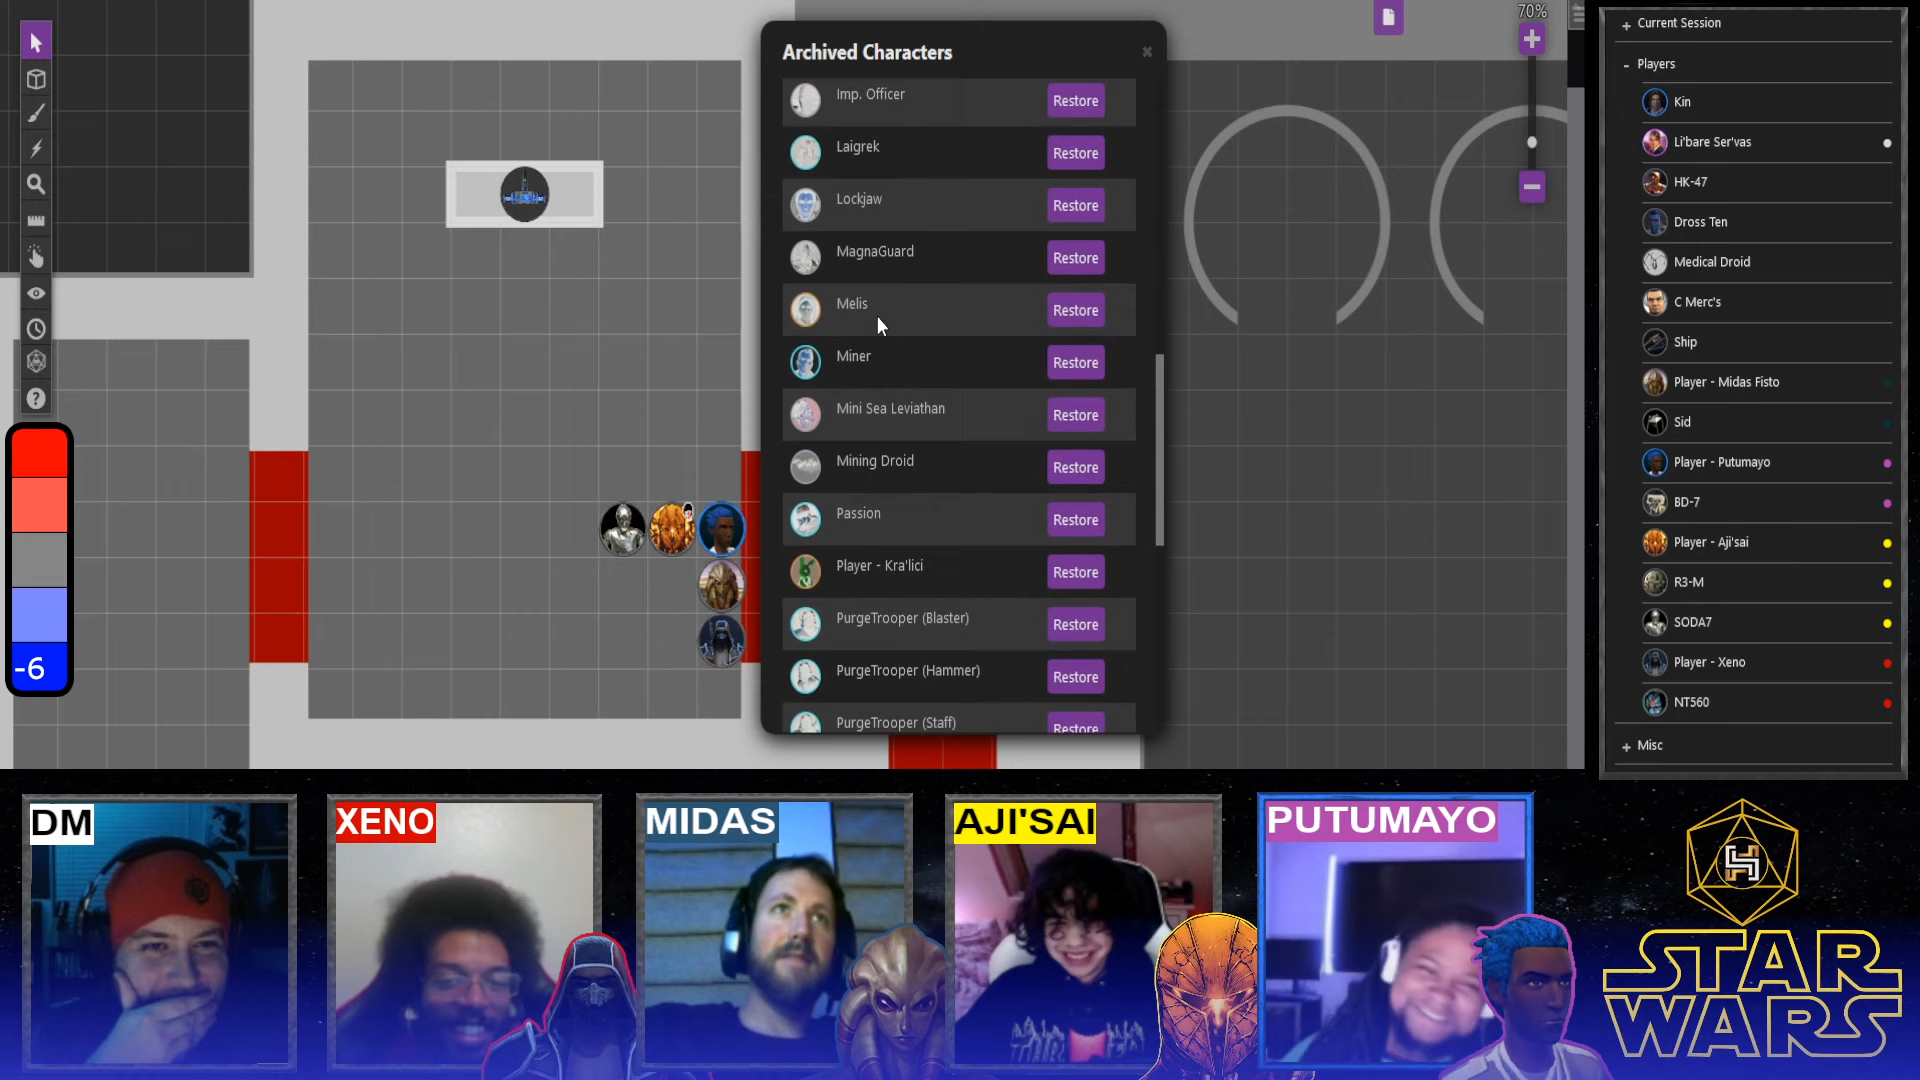 70%
Archived Characters
×
Imp. Officer
Restore
Laigrek
Restore
Lockjaw
Restore
MagnaGuard
Restore
Melis
Restore
Miner
Restore
Mini Sea Leviathan
Restore
Mining Droid
Restore
Passion
Restore
Player - Kra'lici
Restore
PurgeTrooper (Blaster)
Restore
PurgeTrooper (Hammer)
Restore
PurgeTrooper (Staff)
Restore
-6
+ Current Session
- Players
Kin
Li'bare Ser'vas
HK-47
Dross Ten
Medical Droid
C Merc's
Ship
Player - Midas Fisto
Sid
Player - Putumayo
BD-7
Player - Aji'sai
R3-M
SODA7
Player - Xeno
NT560
+ Misc
DM
XENO
MIDAS
AJI'SAI
PUTUMAYO
STAR
WARS